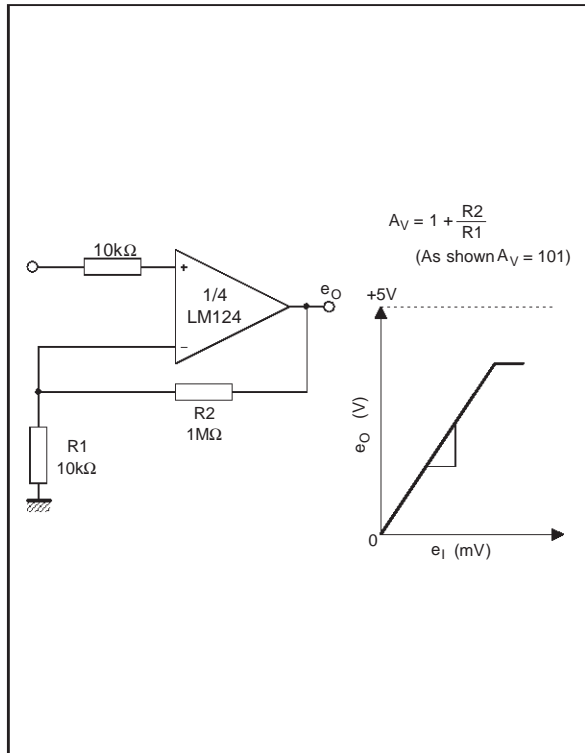 10kΩ
+
1/4
LM124
−
e_O
R2
1MΩ
R1
10kΩ
A_V = 1 + R2/R1
(As shown A_V = 101)
+5V
e_O (V)
0
e_I (mV)